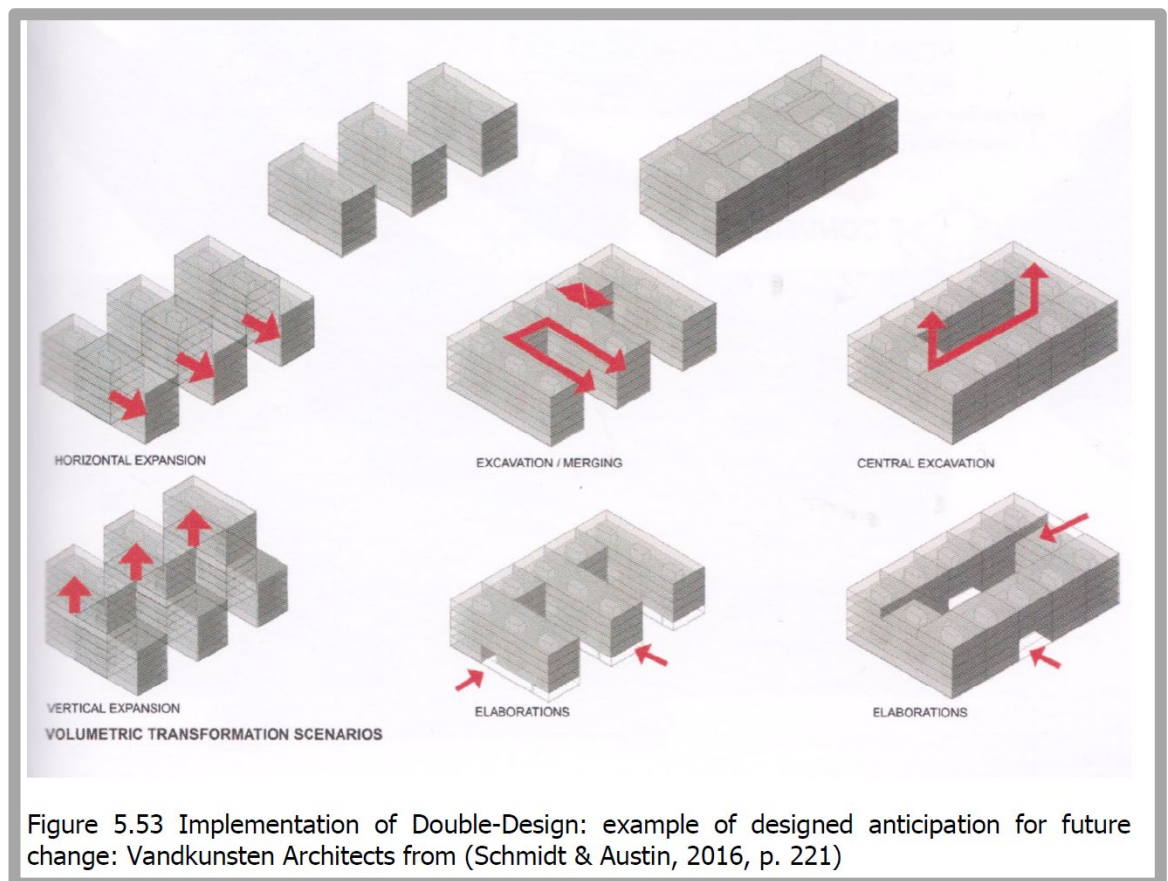 HORIZONTAL EXPANSION
EXCAVATION / MERGING
CENTRAL EXCAVATION
VERTICAL EXPANSION
ELABORATIONS
ELABORATIONS
VOLUMETRIC TRANSFORMATION SCENARIOS
Figure 5.53 Implementation of Double-Design: example of designed anticipation for future
change: Vandkunsten Architects from (Schmidt & Austin, 2016, p. 221)